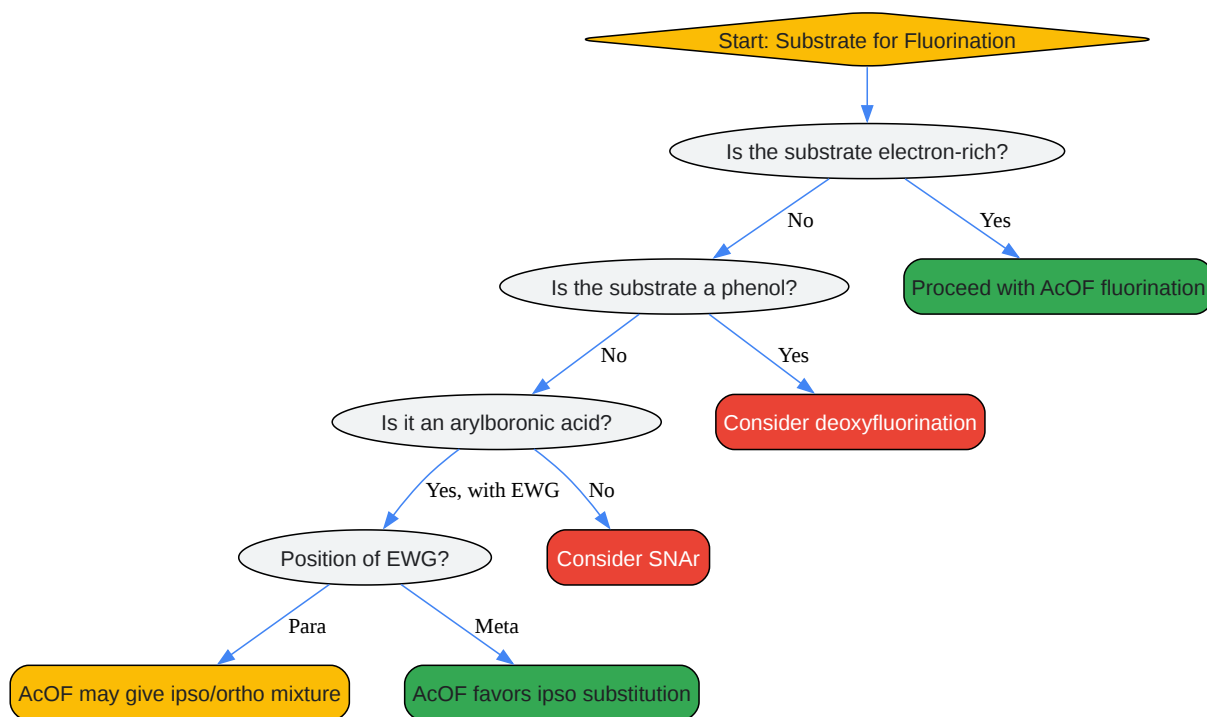 Start: Substrate for Fluorination
Is the substrate electron-rich?
No
Yes
Is the substrate a phenol?
Proceed with AcOF fluorination
No
Yes
Is it an arylboronic acid?
Consider deoxyfluorination
Yes, with EWG
No
Position of EWG?
Consider SNAr
Para
Meta
AcOF may give ipso/ortho mixture
AcOF favors ipso substitution